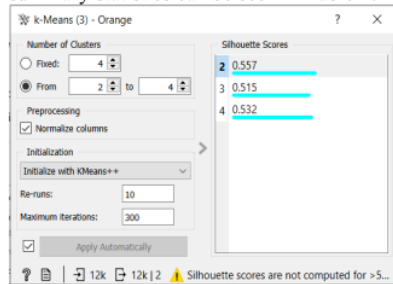 k-Means (3) - Orange ? ×
Number of Clusters
Fixed: 4
From 2 to 4
Preprocessing
Normalize columns
Initialization
Initialize with KMeans++
Re-runs: 10
Maximum iterations: 300
Apply Automatically
Silhouette Scores
2 0.557
3 0.515
4 0.532
? 12k 12k | 2 Silhouette scores are not computed for >5...